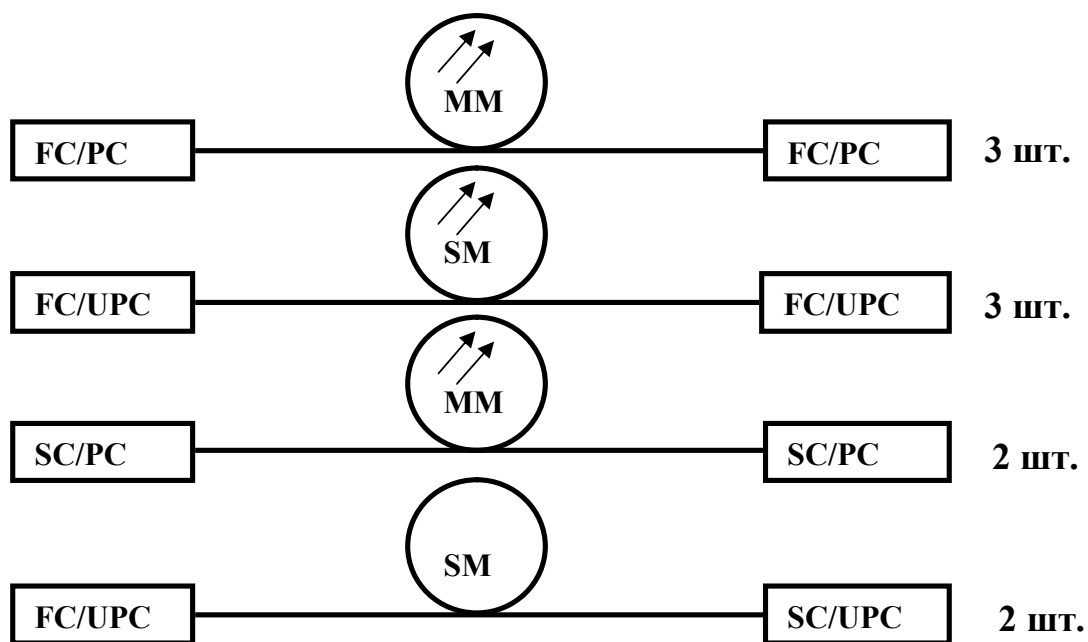 MM
FC/PC FC/PC 3 шт.
SM
FC/UPC FC/UPC 3 шт.
MM
SC/PC SC/PC 2 шт.
SM
FC/UPC SC/UPC 2 шт.